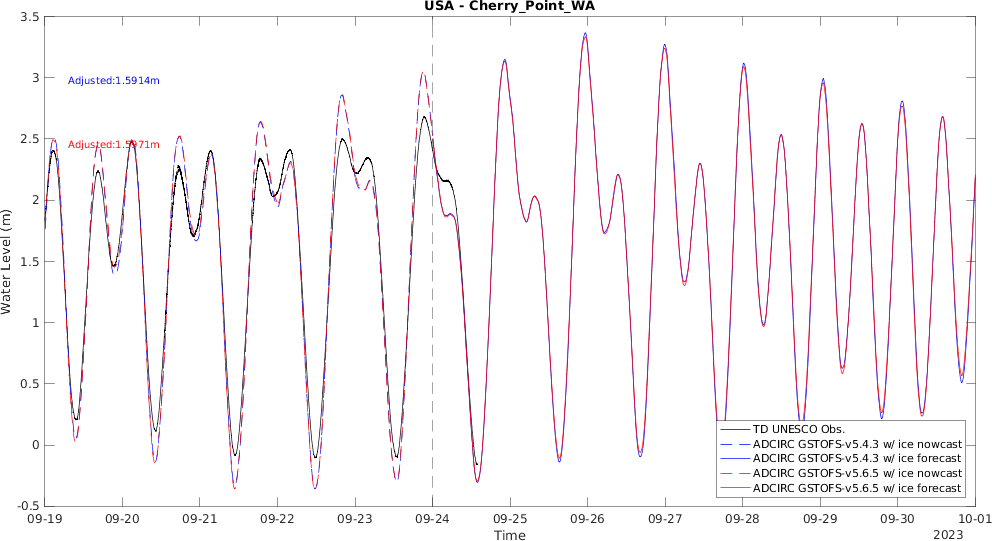 USA - Cherry_Point_WA
3.5
3
2.5
2
1.5
1
0.5
0
-0.5
Water Level (m)
Adjusted:1.5914m
Adjusted:1.5971m
TD UNESCO Obs.
ADCIRC GSTOFS-v5.4.3 w/ ice nowcast
ADCIRC GSTOFS-v5.4.3 w/ ice forecast
ADCIRC GSTOFS-v5.6.5 w/ ice nowcast
ADCIRC GSTOFS-v5.6.5 w/ ice forecast
09-19 09-20 09-21 09-22 09-23 09-24 09-25 09-26 09-27 09-28 09-29 09-30 10-01
Time
2023